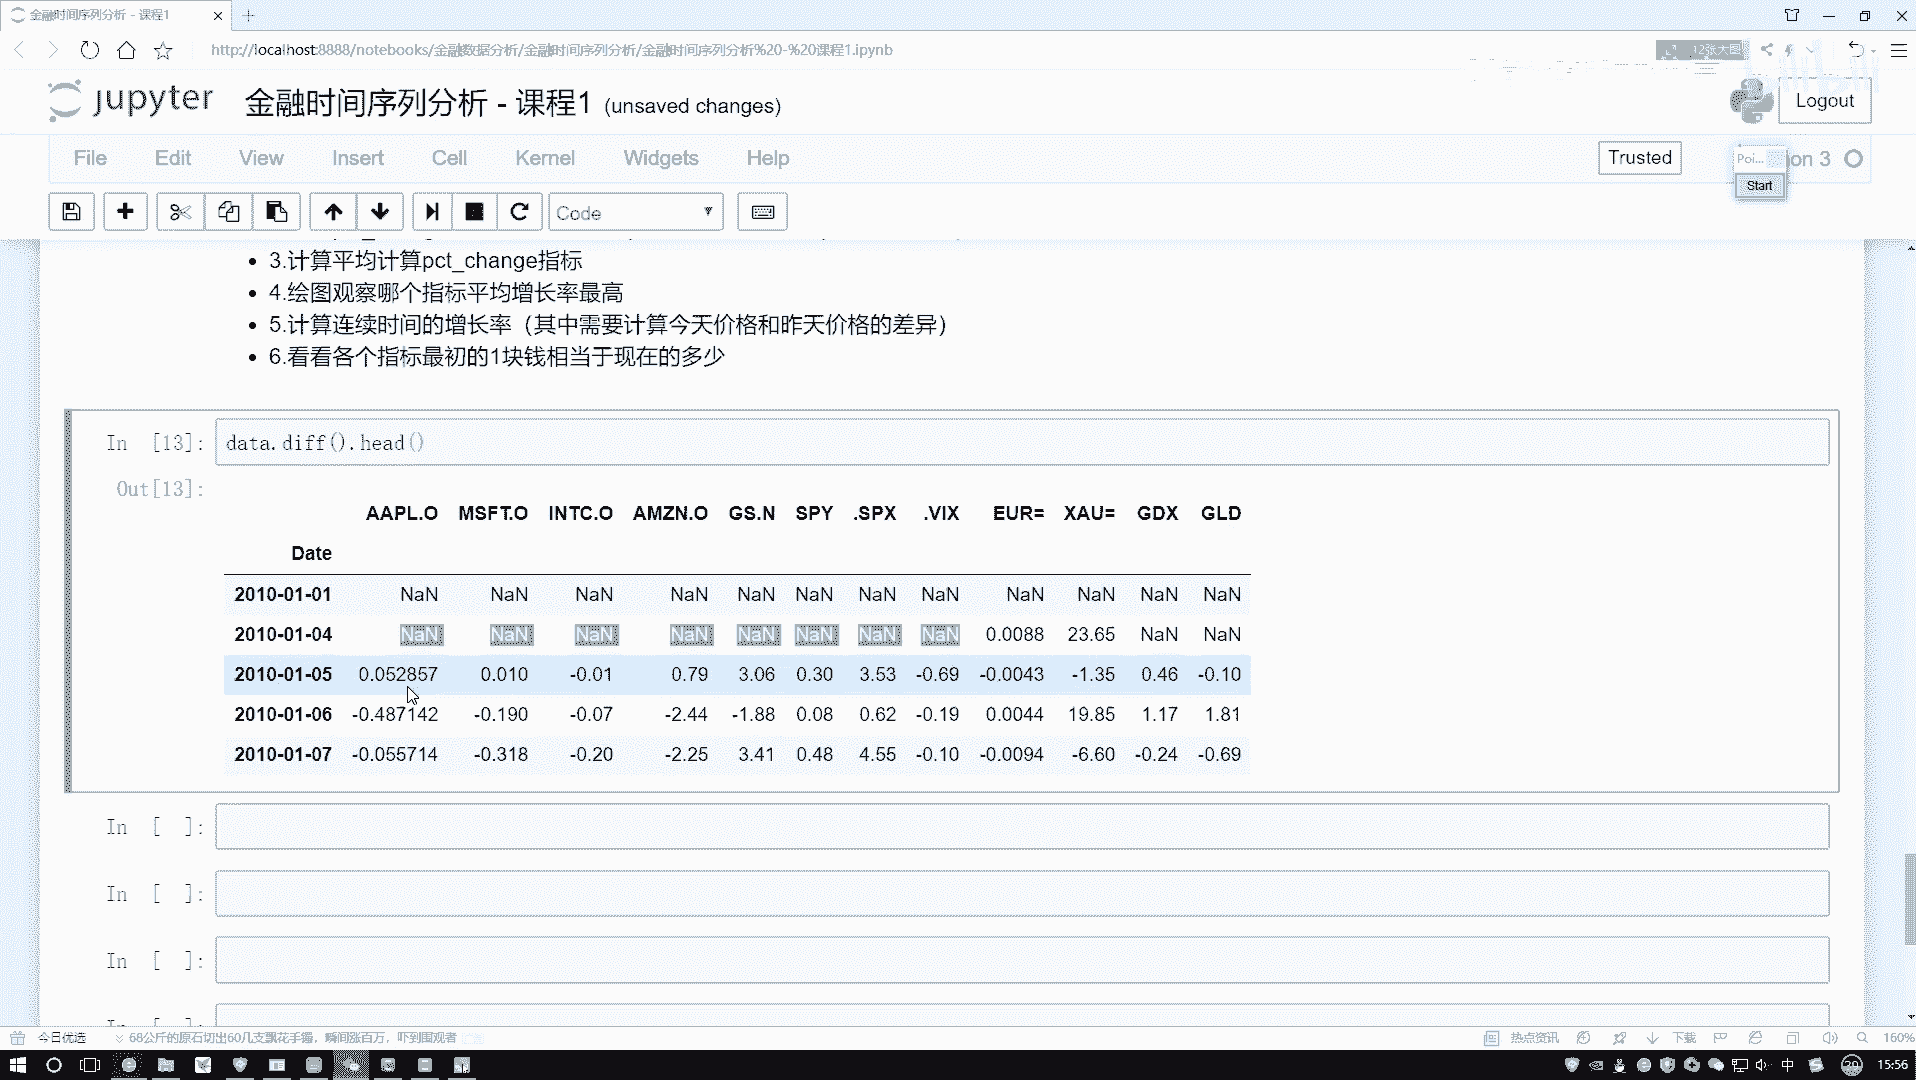 金融时间序列分析 - 课程1
http://localhost:8888/notebooks/金融数据分析/金融时间序列分析/金融时间序列分析%20-%20课程1.ipynb
12张大图
jupyter 金融时间序列分析 - 课程1 (unsaved changes)
Logout
File Edit View Insert Cell Kernel Widgets Help
Trusted
Poi... on 3
Start
Code
3.计算平均计算pct_change指标
4.绘图观察哪个指标平均增长率最高
5.计算连续时间的增长率（其中需要计算今天价格和昨天价格的差异）
6.看看各个指标最初的1块钱相当于现在的多少
In [13]: data.diff().head()
Out[13]:
AAPL.O MSFT.O INTC.O AMZN.O GS.N SPY .SPX .VIX EUR= XAU= GDX GLD
Date
2010-01-01 NaN NaN NaN NaN NaN NaN NaN NaN NaN NaN NaN NaN
2010-01-04 NaN NaN NaN NaN NaN NaN NaN NaN 0.0088 23.65 NaN NaN
2010-01-05 0.052857 0.010 -0.01 0.79 3.06 0.30 3.53 -0.69 -0.0043 -1.35 0.46 -0.10
2010-01-06 -0.487142 -0.190 -0.07 -2.44 -1.88 0.08 0.62 -0.19 0.0044 19.85 1.17 1.81
2010-01-07 -0.055714 -0.318 -0.20 -2.25 3.41 0.48 4.55 -0.10 -0.0094 -6.60 -0.24 -0.69
In [ ]:
In [ ]:
In [ ]:
今日优选 68公斤的原石切出60几支飘花手镯，瞬间涨百万，吓到围观者
热点资讯 下载 160%
中 20 15:56